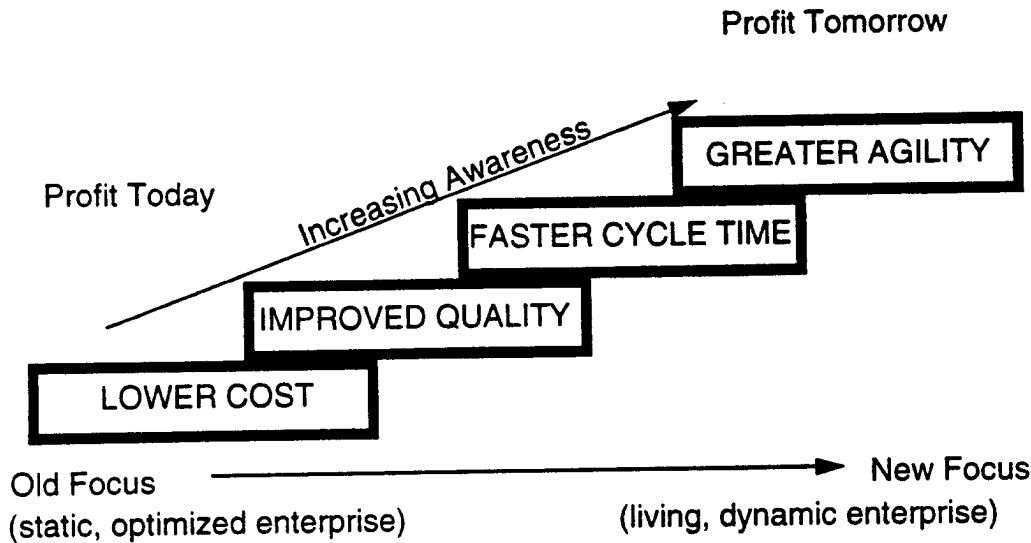 Profit Tomorrow
Increasing Awareness
GREATER AGILITY
Profit Today
FASTER CYCLE TIME
IMPROVED QUALITY
LOWER COST
Old Focus
New Focus
(static, optimized enterprise)
(living, dynamic enterprise)